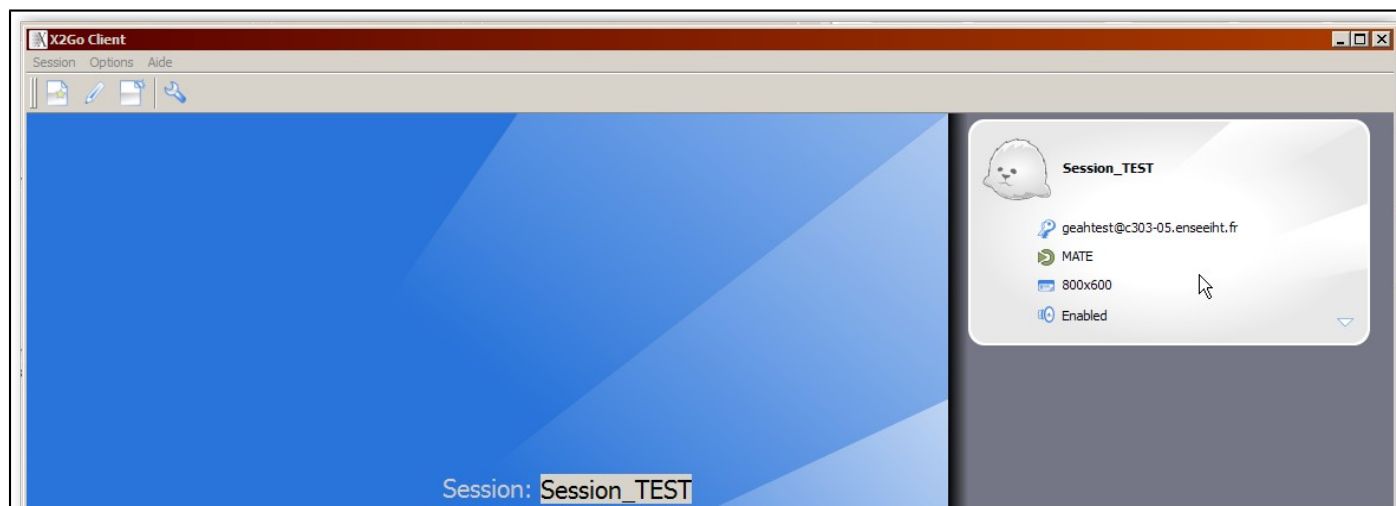 X2Go Client
Session Options Aide
Session_TEST
geahtest@c303-05.enseeiht.fr
MATE
800x600
Enabled
Session: Session_TEST